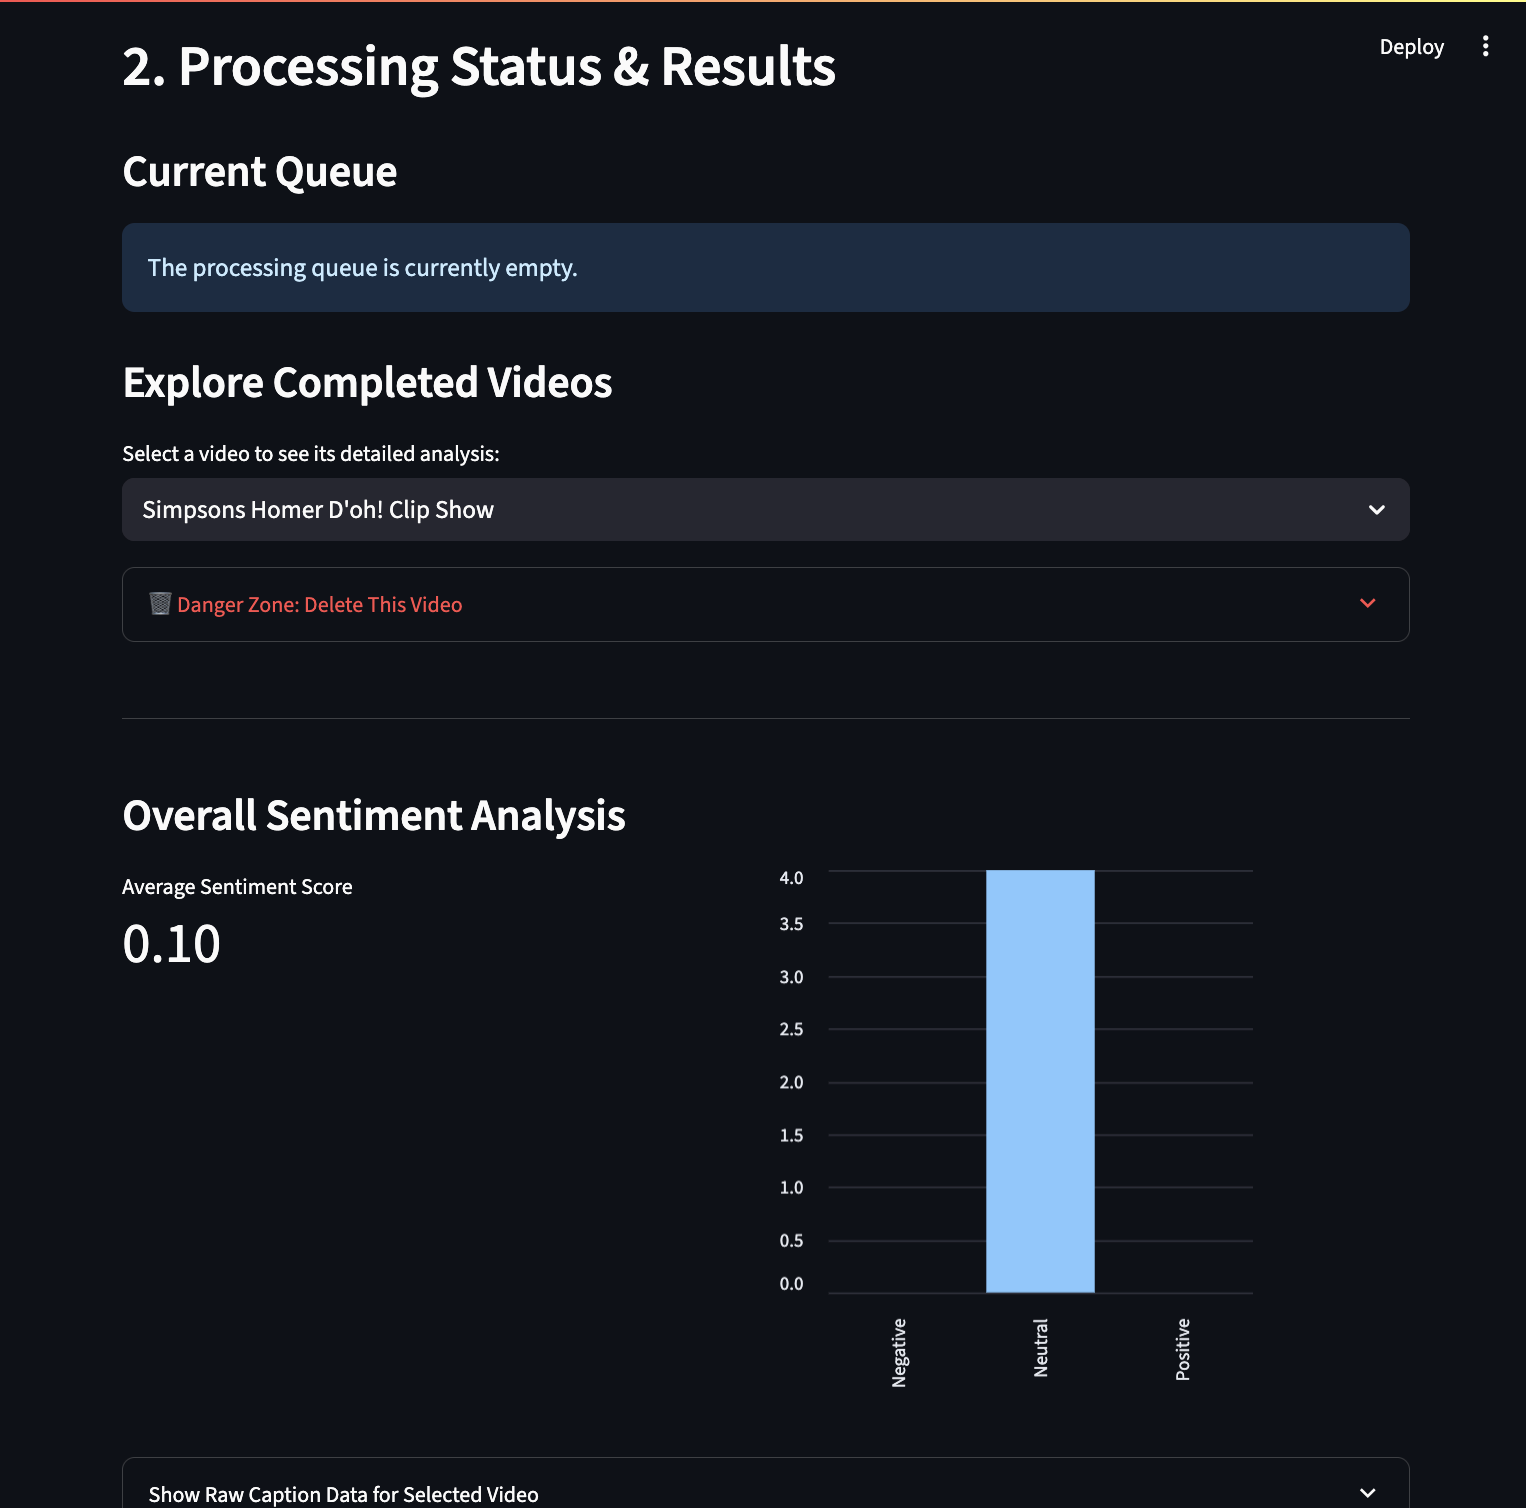 Deploy
2. Processing Status & Results
Current Queue
The processing queue is currently empty.
Explore Completed Videos
Select a video to see its detailed analysis:
Simpsons Homer D'oh! Clip Show
Danger Zone: Delete This Video
Overall Sentiment Analysis
Average Sentiment Score
0.10
4.0
3.5
3.0
2.5
2.0
1.5
1.0
0.5
0.0
Negative
Neutral
Positive
Show Raw Caption Data for Selected Video